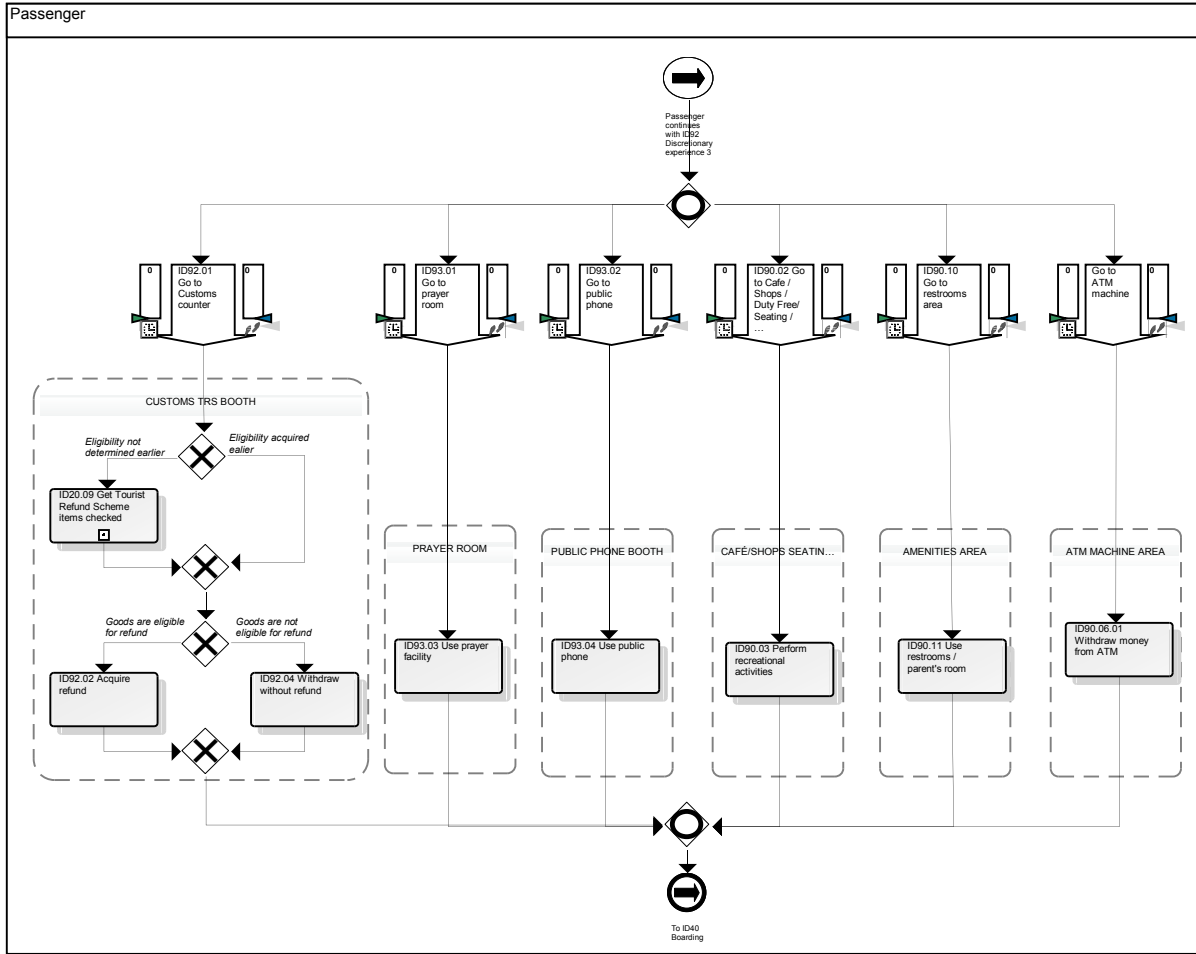 Passenger
Passenger
continues
with ID92
Discretionary
experience 3
0
ID92.01
Go to
Customs
counter
0
0
ID93.01
Go to
prayer
room
0
0
ID93.02
Go to
public
phone
0
0
ID90.02 Go
to Cafe /
Shops /
Duty Free/
Seating /
...
0
0
ID90.10
Go to
restrooms
area
0
0
Go to
ATM
machine
0
CUSTOMS TRS BOOTH
Eligibility not
determined earlier
Eligibility acquired
ealier
ID20.09 Get Tourist
Refund Scheme
items checked
Goods are eligible
for refund
Goods are not
eligible for refund
ID92.02 Acquire
refund
ID92.04 Withdraw
without refund
PRAYER ROOM
ID93.03 Use prayer
facility
PUBLIC PHONE BOOTH
ID93.04 Use public
phone
CAFÉ/SHOPS SEATIN...
ID90.03 Perform
recreational
activities
AMENITIES AREA
ID90.11 Use
restrooms /
parent's room
ATM MACHINE AREA
ID90.06.01
Withdraw money
from ATM
To ID40
Boarding